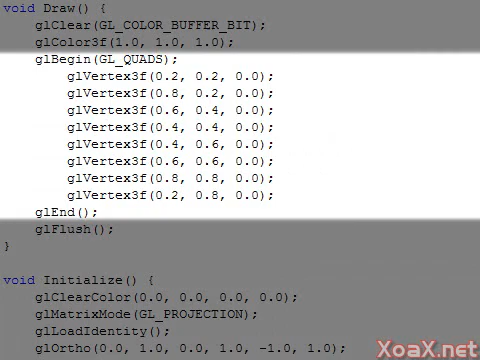 void Draw() {
glClear(GL_COLOR_BUFFER_BIT);
glColor3f(1.0, 1.0, 1.0);
glBegin(GL_QUADS);
glVertex3f(0.2, 0.2, 0.0);
glVertex3f(0.8, 0.2, 0.0);
glVertex3f(0.6, 0.4, 0.0);
glVertex3f(0.4, 0.4, 0.0);
glVertex3f(0.4, 0.6, 0.0);
glVertex3f(0.6, 0.6, 0.0);
glVertex3f(0.8, 0.8, 0.0);
glVertex3f(0.2, 0.8, 0.0);
glEnd();
glFlush();
}
void Initialize() {
glClearColor(0.0, 0.0, 0.0, 0.0);
glMatrixMode(GL_PROJECTION);
glLoadIdentity();
glOrtho(0.0, 1.0, 0.0, 1.0, -1.0, 1.0);
XoaX.net